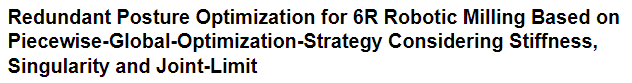 Redundant Posture Optimization for 6R Robotic Milling Based on
Piecewise-Global-Optimization-Strategy Considering Stiffness,
Singularity and Joint-Limit